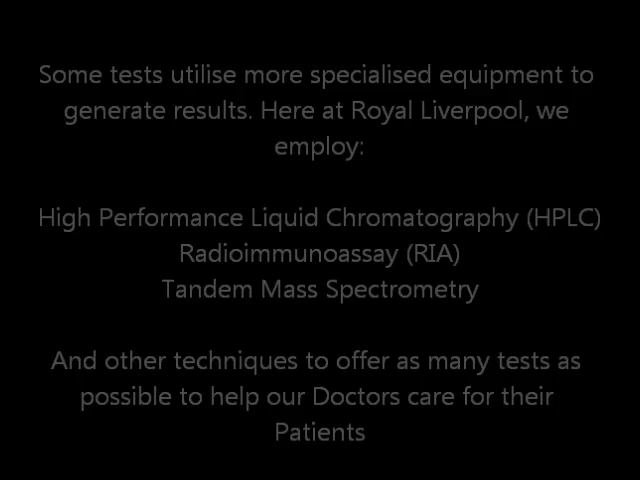 Some tests utilise more specialised equipment to
generate results. Here at Royal Liverpool, we
employ:
High Performance Liquid Chromatography (HPLC)
Radioimmunoassay (RIA)
Tandem Mass Spectrometry
And other techniques to offer as many tests as
possible to help our Doctors care for their
Patients